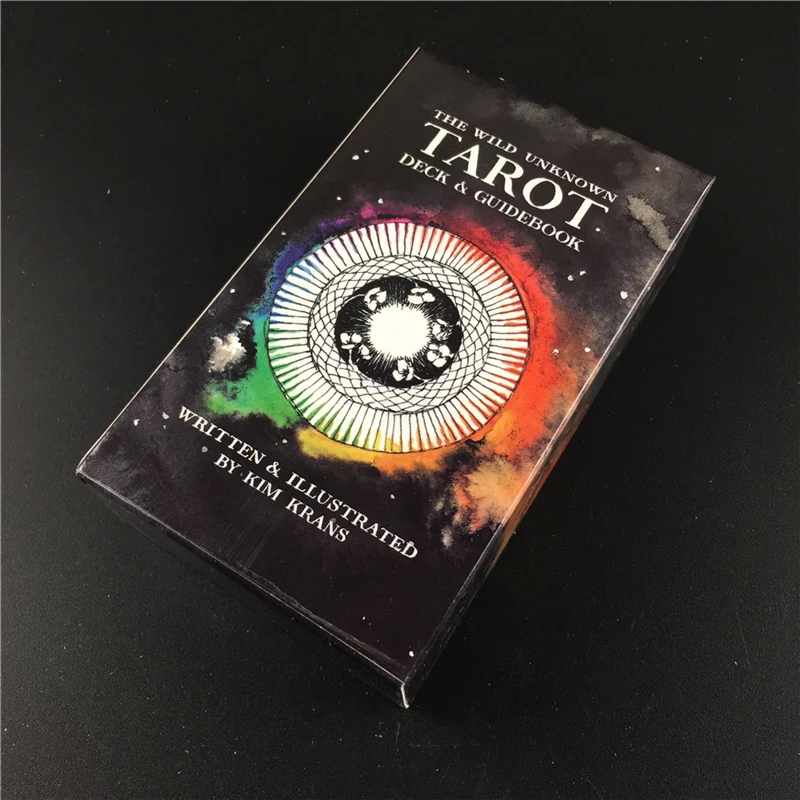 THE WILD UNKNOWN
TAROT
DECK & GUIDEBOOK
WRITTEN & ILLUSTRATED
BY KIM KRANS